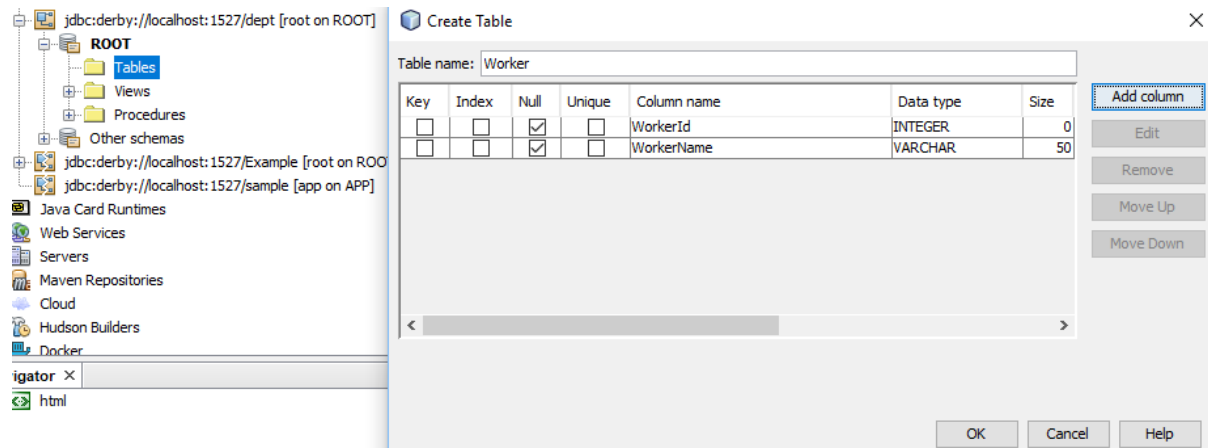 jdbc:derby://localhost:1527/dept [root on ROOT]
ROOT
Tables
Views
Procedures
Other schemas
jdbc:derby://localhost:1527/Example [root on ROO
jdbc:derby://localhost:1527/sample [app on APP]
Java Card Runtimes
Web Services
Servers
Maven Repositories
Cloud
Hudson Builders
Docker
igator ×
html
Create Table
Table name: Worker
Key Index Null Unique Column name Data type Size
WorkerId INTEGER 0
WorkerName VARCHAR 50
Add column
Edit
Remove
Move Up
Move Down
OK Cancel Help